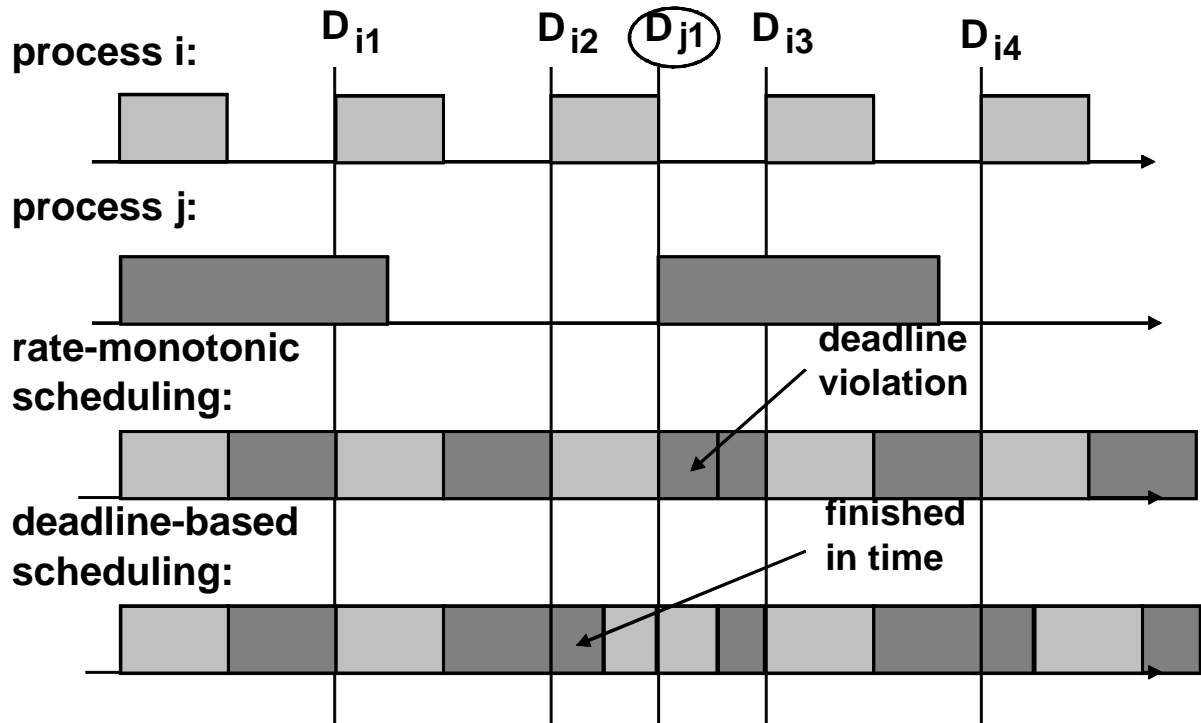 D i1
D i2
D j1
D i3
D i4
process i:
process j:
rate-monotonic
scheduling:
deadline
violation
deadline-based
scheduling:
finished
in time